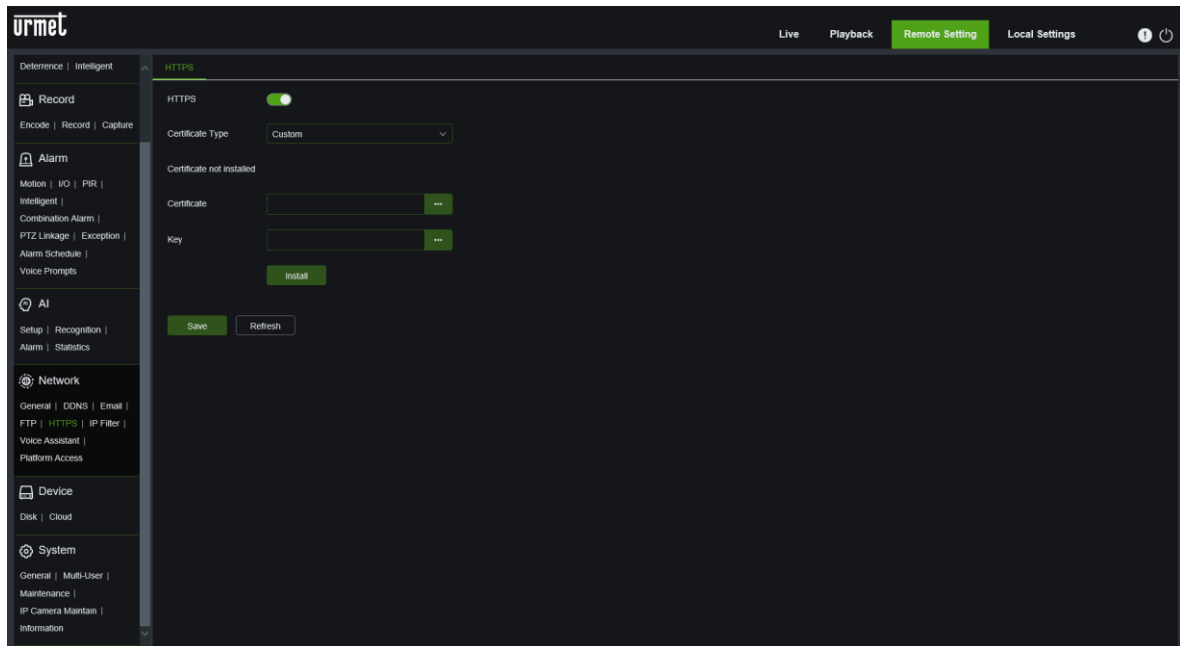 urmet
Live Playback Remote Setting Local Settings
Deterrence | Intelligent
Record
Encode | Record | Capture
Alarm
Motion | I/O | PIR |
Intelligent |
Combination Alarm |
PTZ Linkage | Exception |
Alarm Schedule |
Voice Prompts
AI
Setup | Recognition |
Alarm | Statistics
Network
General | DDNS | Email |
FTP | HTTPS | IP Filter |
Voice Assistant |
Platform Access
Device
Disk | Cloud
System
General | Multi-User |
Maintenance |
IP Camera Maintain |
Information
HTTPS
HTTPS
Certificate Type Custom
Certificate not installed
Certificate ...
Key ...
Install
Save Refresh